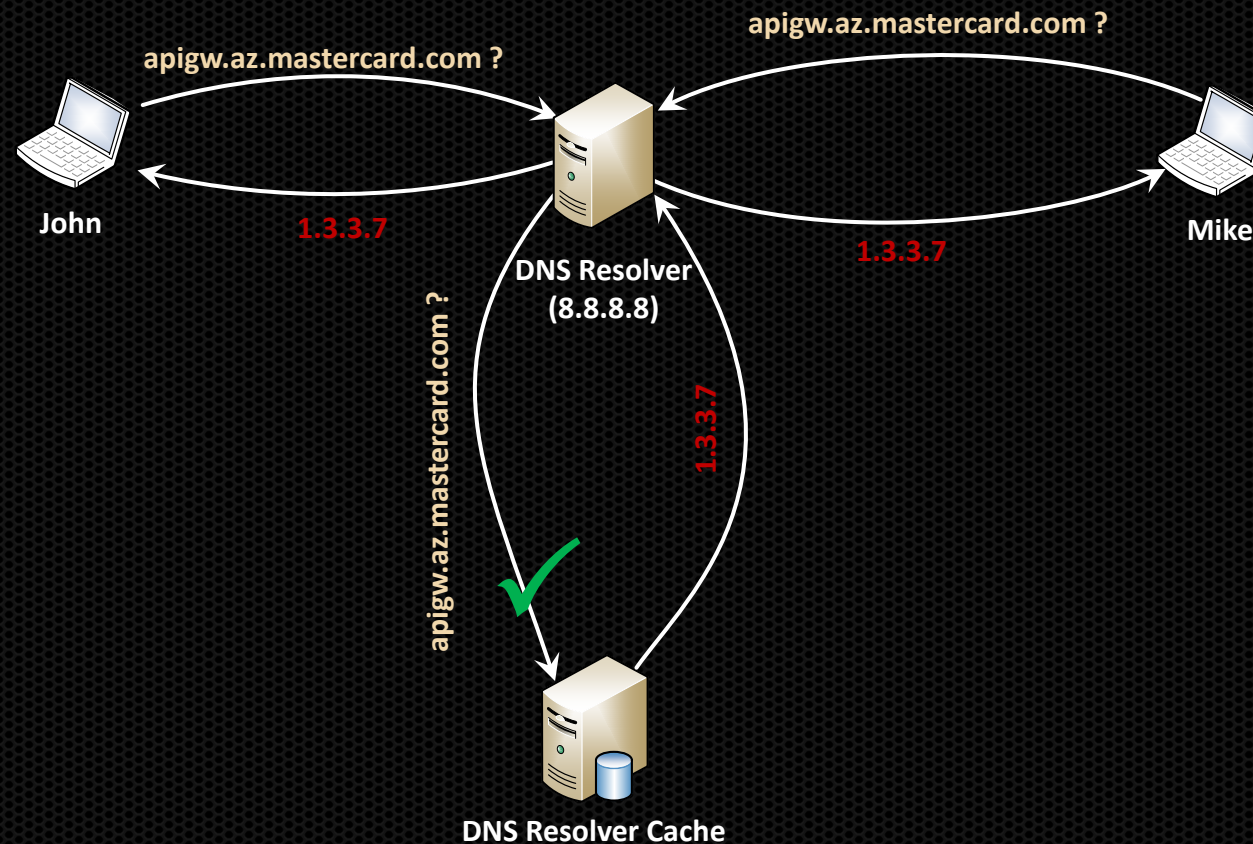 apigw.az.mastercard.com ?
apigw.az.mastercard.com ?
John
1.3.3.7
1.3.3.7
Mike
DNS Resolver
(8.8.8.8)
apigw.az.mastercard.com ?
1.3.3.7
DNS Resolver Cache